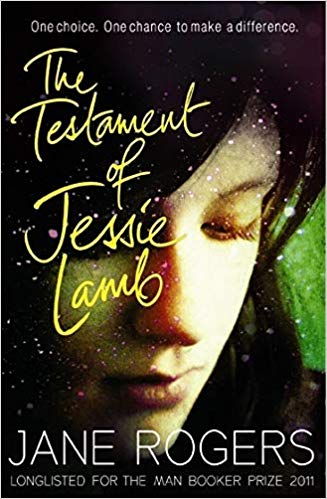 One choice. One chance to make a difference.
The
Testament
of
Jessie
Lamb
JANE ROGERS
LONGLISTED FOR THE MAN BOOKER PRIZE 2011